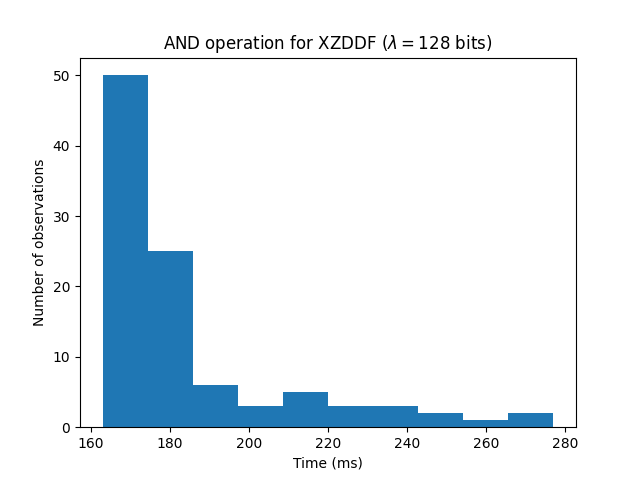 AND operation for XZDDF (λ = 128 bits)
50
40
30
20
10
0
Number of observations
160 180 200 220 240 260 280
Time (ms)